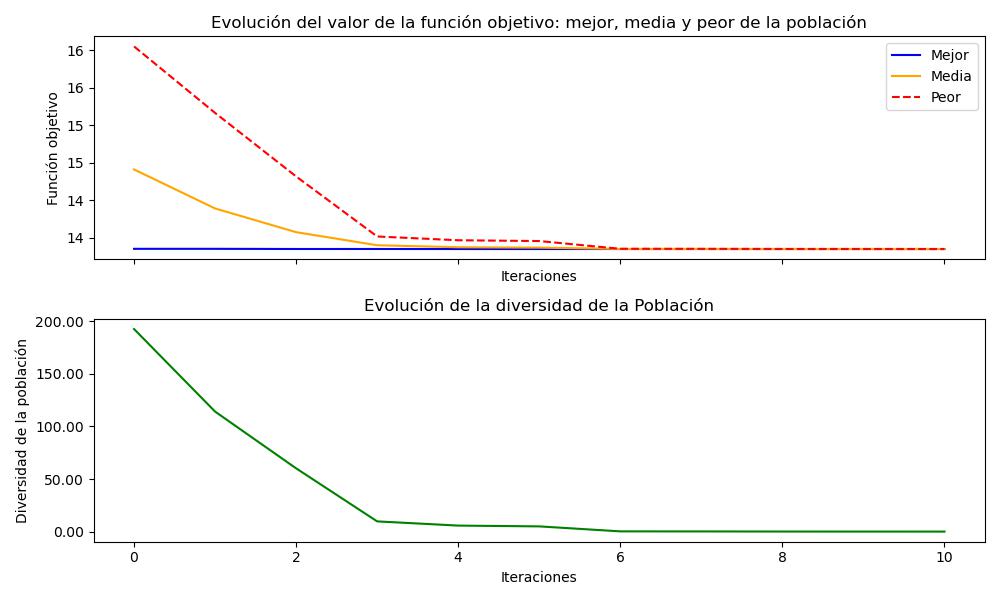 Evolución del valor de la función objetivo: mejor, media y peor de la población
16
16
15
15
14
14
Función objetivo
Mejor
Media
Peor
Iteraciones
Evolución de la diversidad de la Población
200.00
150.00
100.00
50.00
0.00
Diversidad de la población
0 2 4 6 8 10
Iteraciones